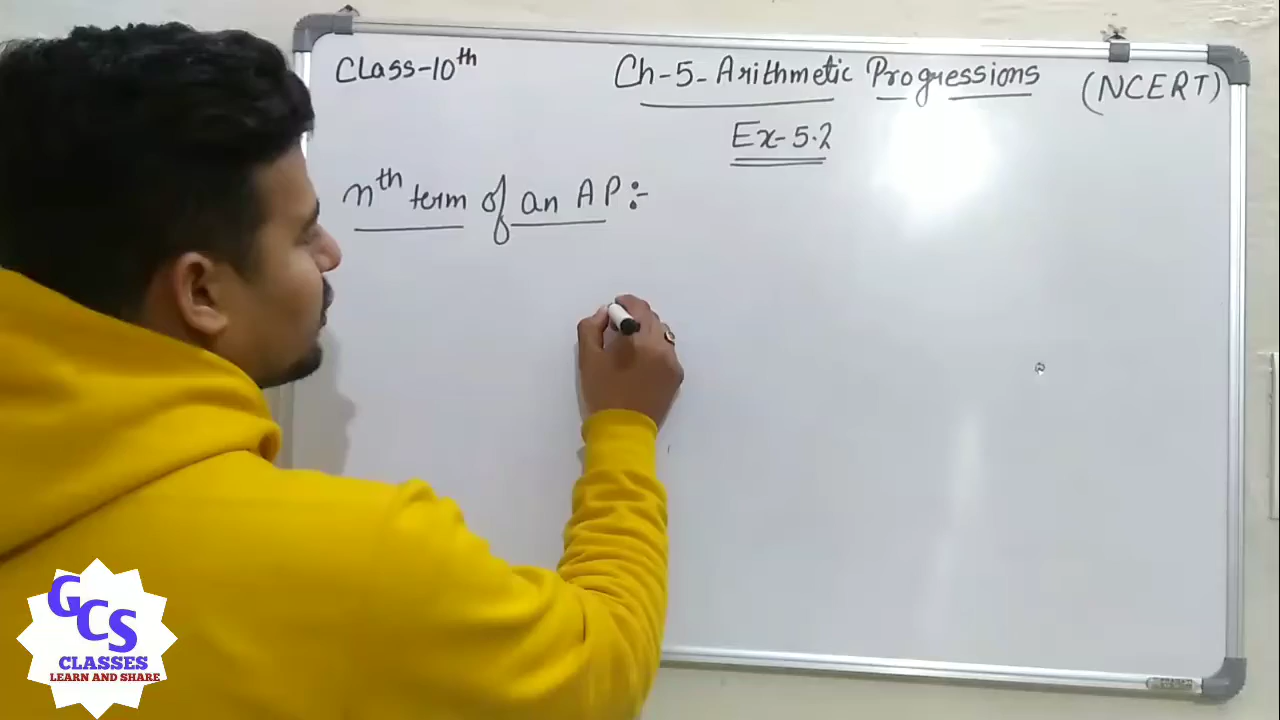 Class-10th
Ch-5-Arithmetic Progressions (NCERT)
Ex-5.2
nth term of an AP:-
GCS
CLASSES
LEARN AND SHARE